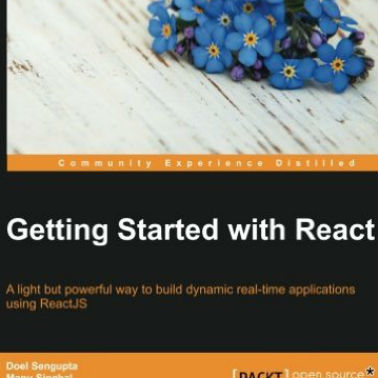 Community Experience Distilled
Getting Started with React
A light but powerful way to build dynamic real-time applications
using ReactJS
Doel Sengupta
Manu Singhal
[PACKT] open source*